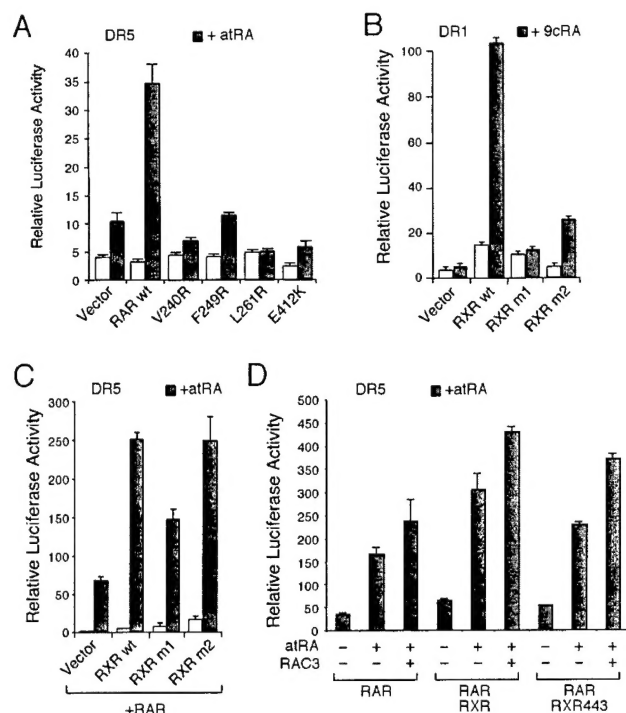 A
DR5
+ atRA
Relative Luciferase Activity
40
35
30
25
20
15
10
5
0
Vector
RAR wt
V240R
F249R
L261R
E412K
B
DR1
+ 9cRA
Relative Luciferase Activity
100
80
60
40
20
0
Vector
RXR wt
RXR m1
RXR m2
C
DR5
+atRA
Relative Luciferase Activity
250
200
150
100
50
0
Vector
RXR wt
RXR m1
RXR m2
+RAR
D
DR5
+atRA
Relative Luciferase Activity
500
450
400
350
300
250
200
150
100
50
0
atRA − + + − + + − + +
RAC3 − − + − − + − − +
RAR RAR RAR
RXR RXR443